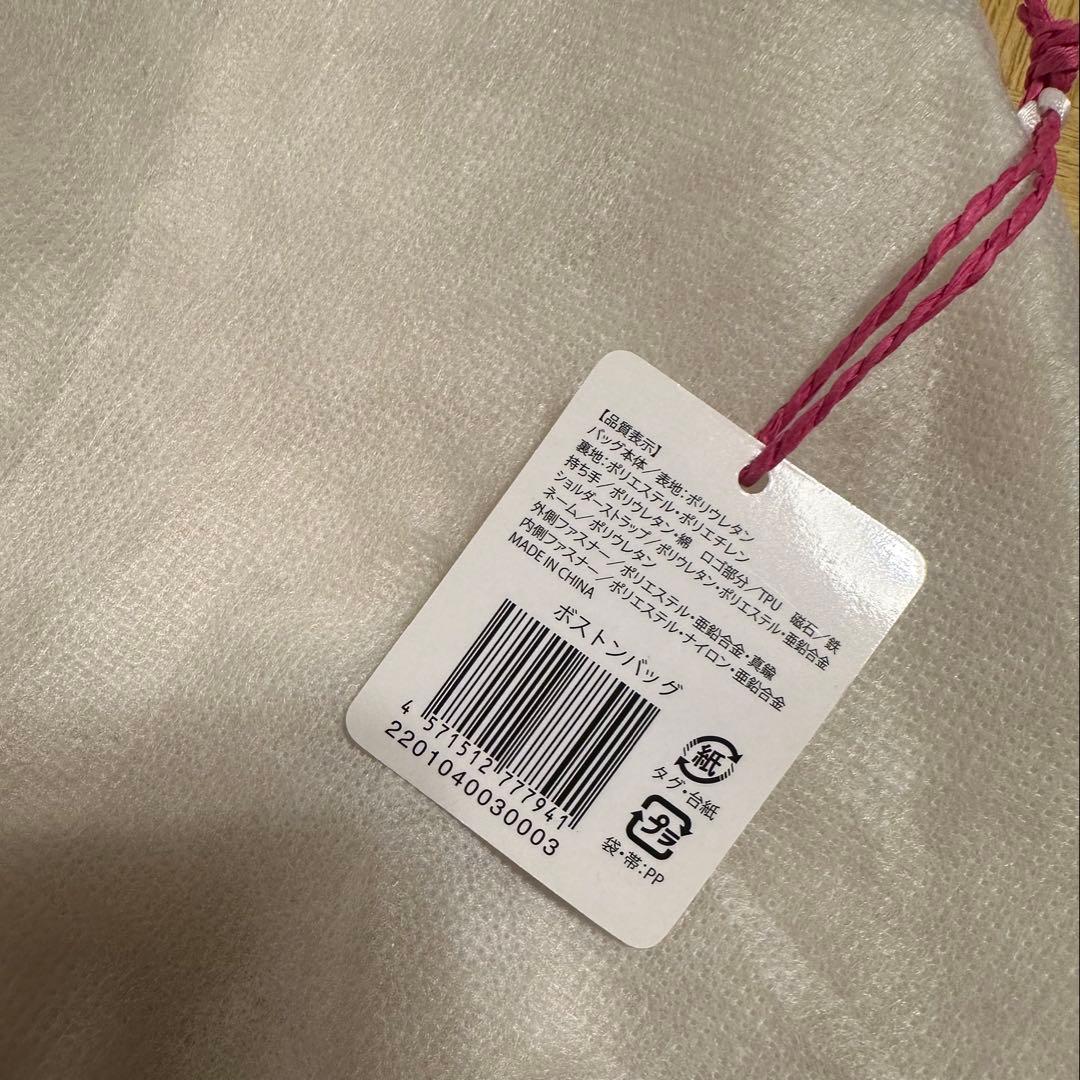 【品質表示】
バッグ本体／表地：ポリウレタン
裏地：ポリエステル・ポリエチレン
持ち手／ポリウレタン・綿 ロゴ部分／TPU 磁石／鉄
ショルダーストラップ／ポリウレタン・ポリエステル・亜鉛合金
ネーム／ポリウレタン
外側ファスナー／ポリエステル・亜鉛合金・真鍮
内側ファスナー／ポリエステル・ナイロン・亜鉛合金
MADE IN CHINA
ボストンバッグ
4 571512 777941
2201040030003
紙
タグ・台紙
プラ
袋・帯：PP